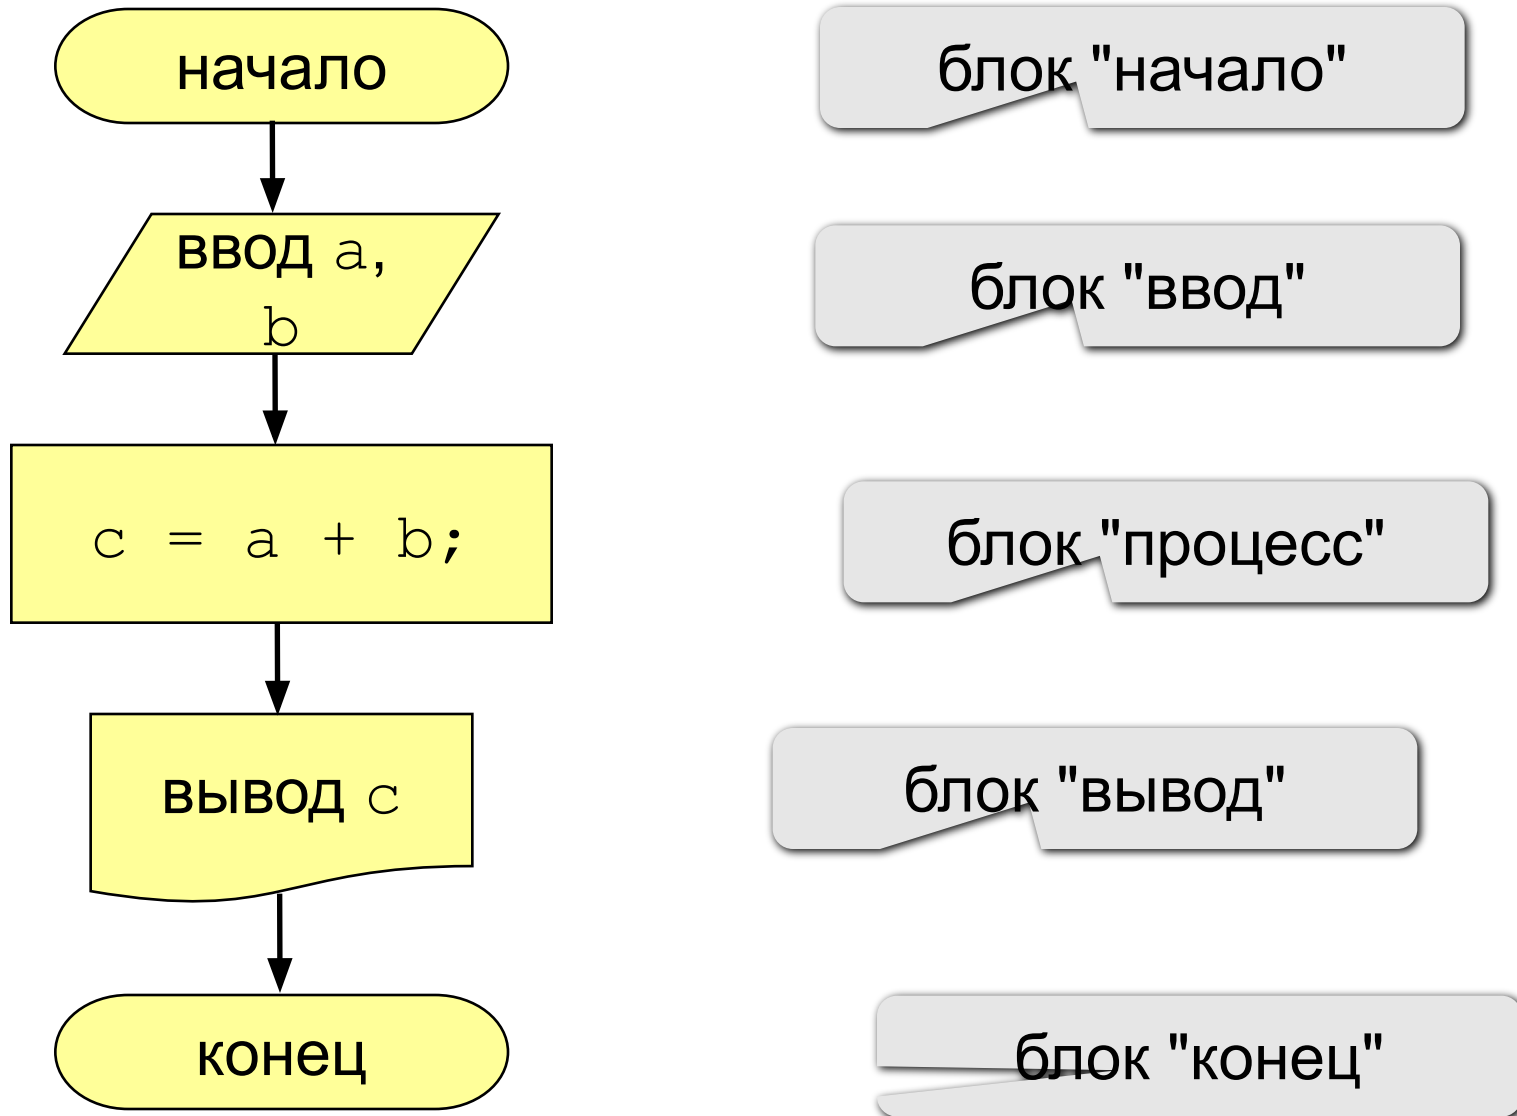 начало
блок "начало"
ввод a,
b
блок "ввод"
c = a + b;
блок "процесс"
вывод c
блок "вывод"
конец
блок "конец"